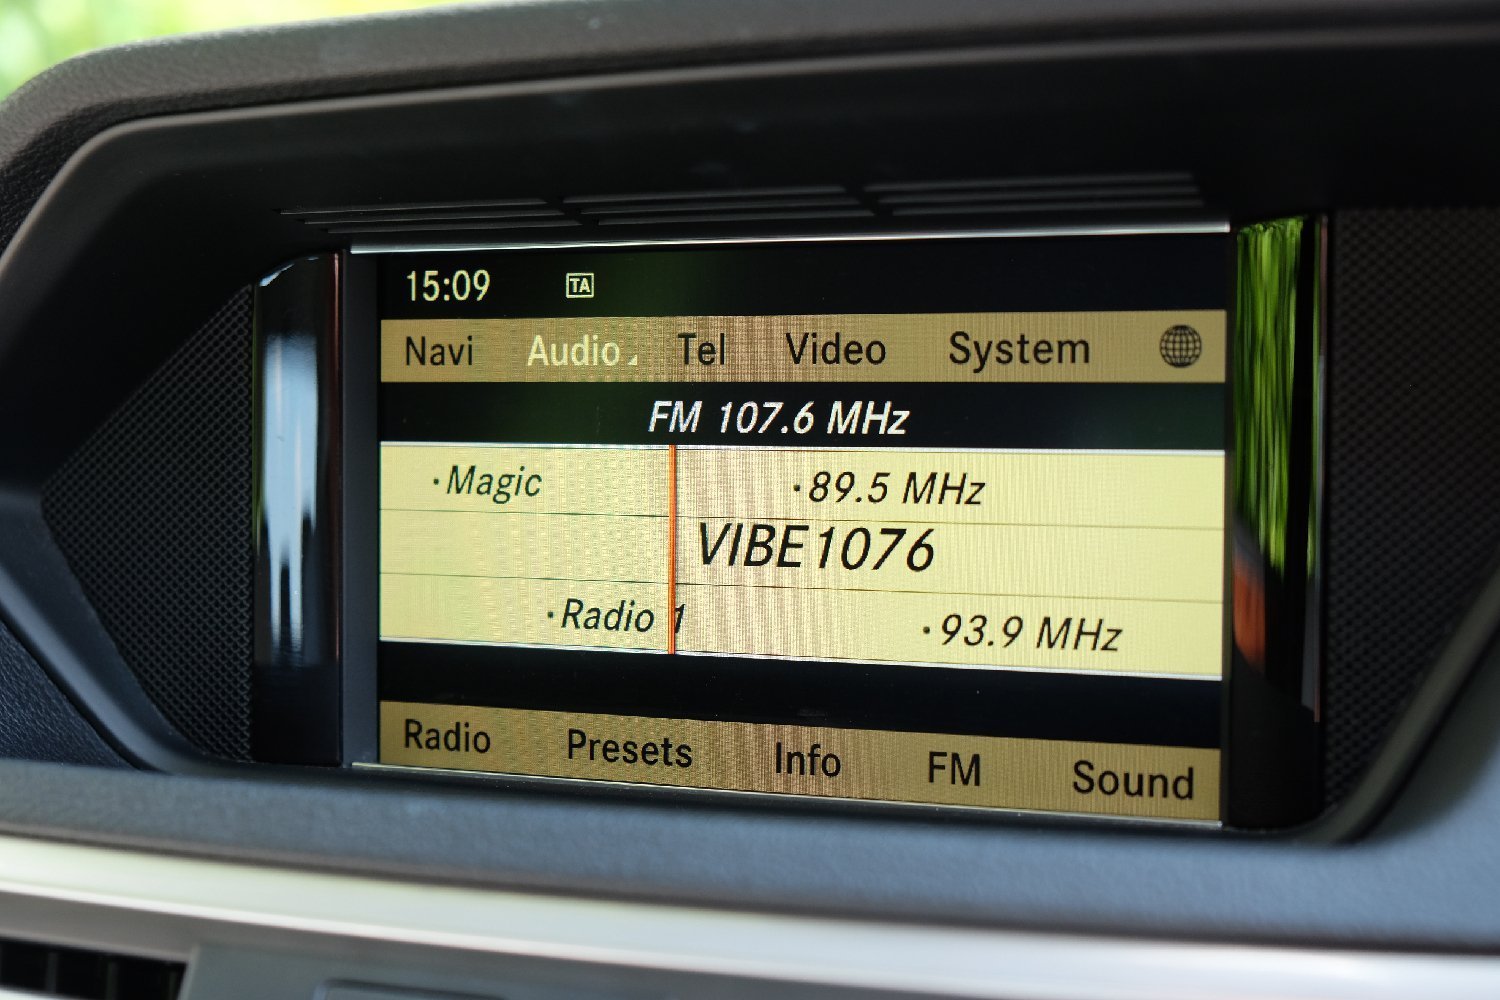 15:09 TA
Navi Audio Tel Video System
FM 107.6 MHz
·Magic ·89.5 MHz
VIBE1076
·Radio 1 ·93.9 MHz
Radio Presets Info FM Sound